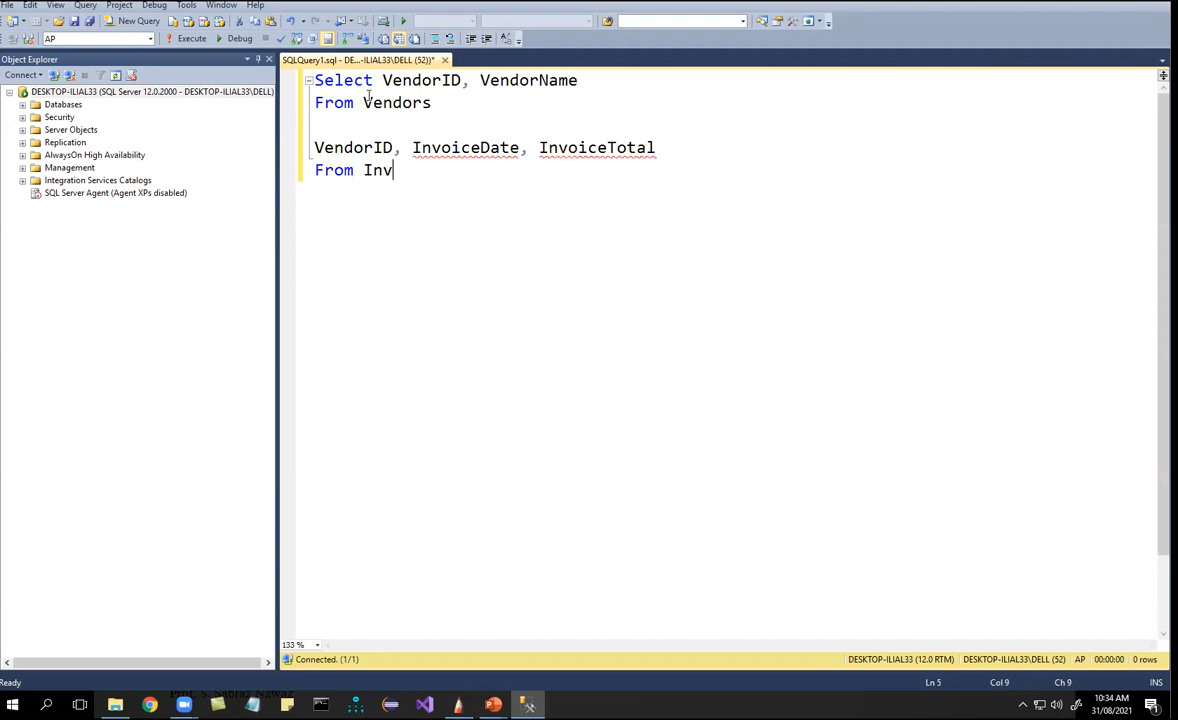 File Edit View Query Project Debug Tools Window Help
New Query
AP Execute Debug
Object Explorer
SQLQuery1.sql - DE...-ILIAL33\DELL (52))*
Connect
DESKTOP-ILIAL33 (SQL Server 12.0.2000 - DESKTOP-ILIAL33\DELL)
Databases
Security
Server Objects
Replication
AlwaysOn High Availability
Management
Integration Services Catalogs
SQL Server Agent (Agent XPs disabled)
Select VendorID, VendorName
From Vendors
VendorID, InvoiceDate, InvoiceTotal
From Inv
133 %
Connected. (1/1)
DESKTOP-ILIAL33 (12.0 RTM) DESKTOP-ILIAL33\DELL (52) AP 00:00:00 0 rows
Ready
Ln 5 Col 9 Ch 9 INS
Prof. S. Sabraz Nawaz
10:34 AM
31/08/2021